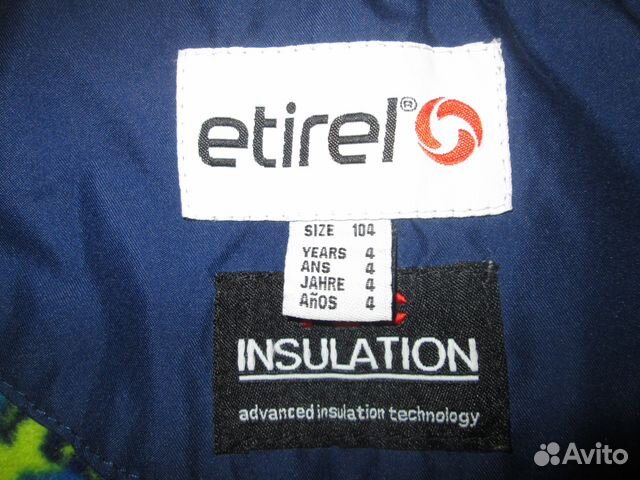 etirel®
SIZE 104
YEARS 4
ANS 4
JAHRE 4
AñOS 4
INSULATION
advanced insulation technology
Avito